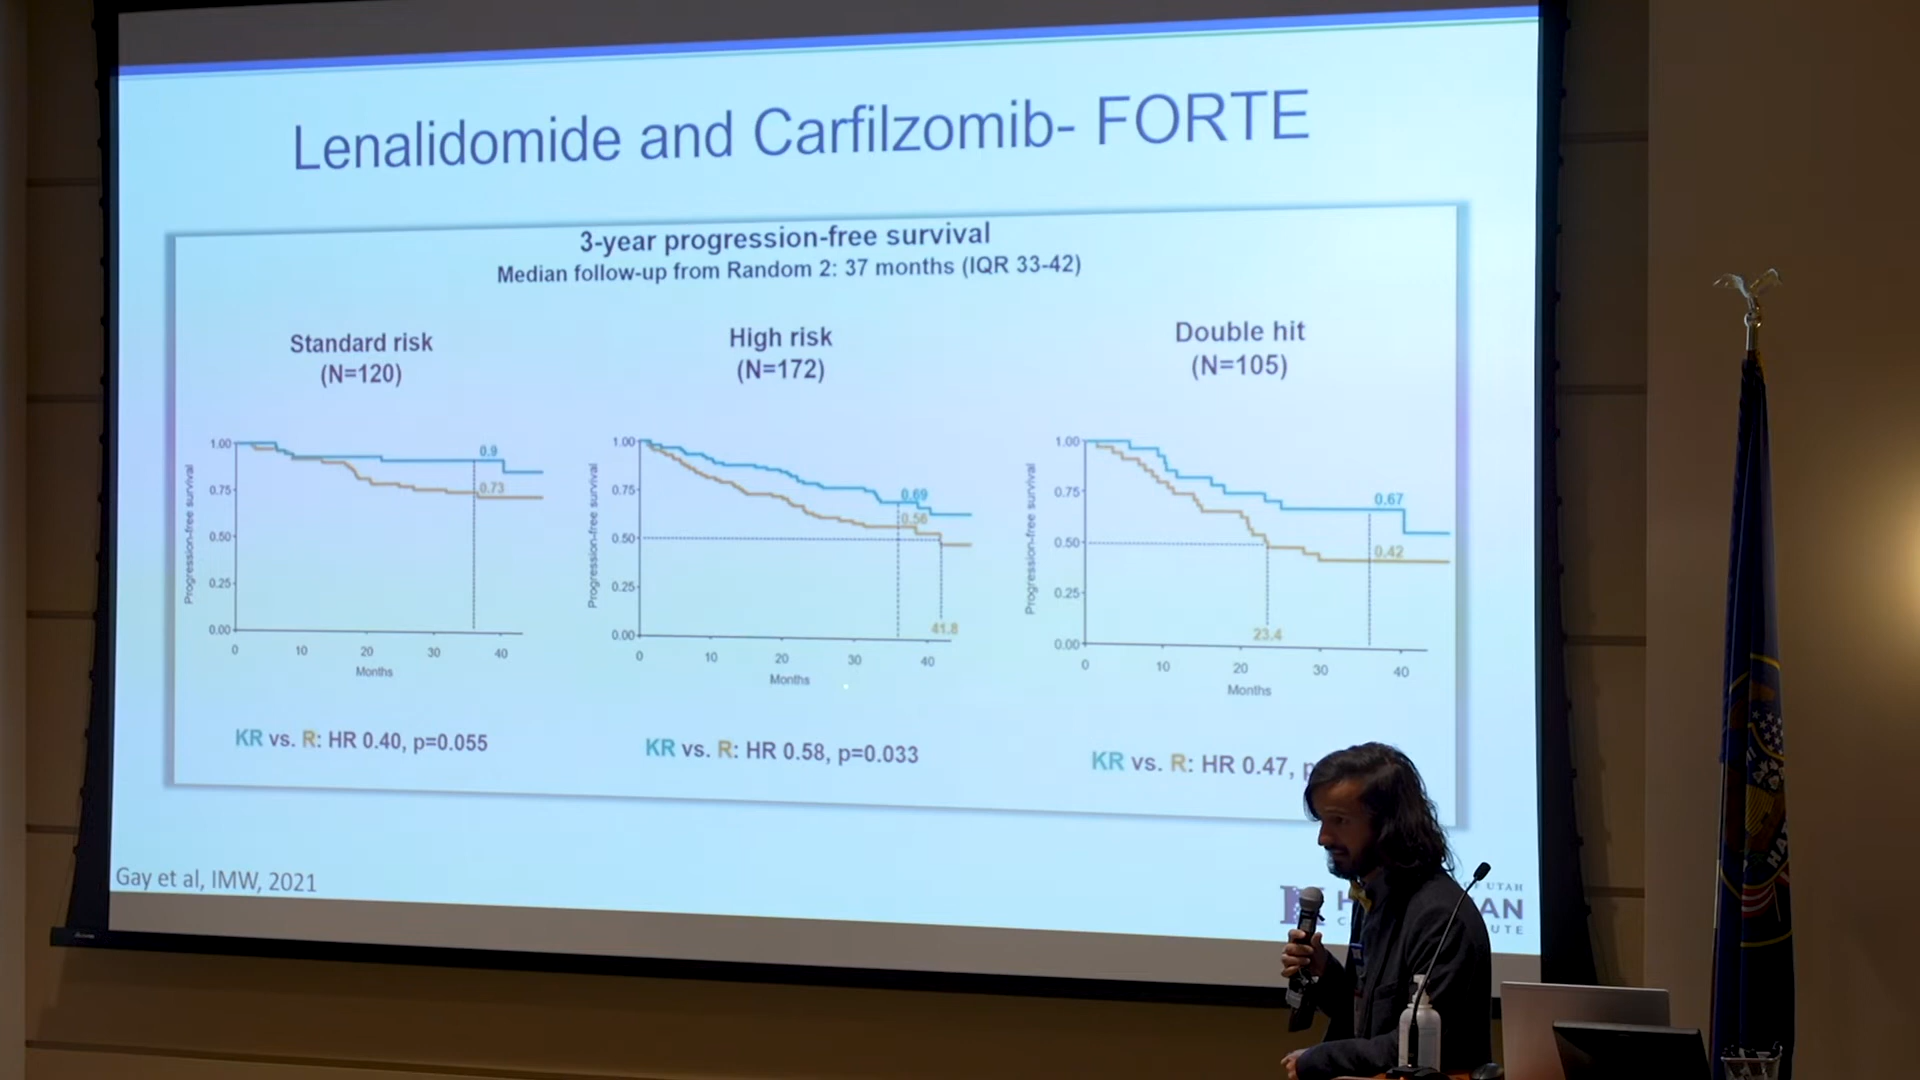 Lenalidomide and Carfilzomib- FORTE
3-year progression-free survival
Median follow-up from Random 2: 37 months (IQR 33-42)
Standard risk
(N=120)
1.00
0.75
0.50
0.25
0.00
Progression-free survival
0.9
0.73
0
10
20
30
40
Months
KR vs. R: HR 0.40, p=0.055
High risk
(N=172)
1.00
0.75
0.50
0.25
0.00
Progression-free survival
0.69
0.56
41.8
0
10
20
30
40
Months
KR vs. R: HR 0.58, p=0.033
Double hit
(N=105)
1.00
0.75
0.50
0.25
0.00
Progression-free survival
0.67
0.42
23.4
0
10
20
30
40
Months
KR vs. R: HR 0.47, p
Gay et al, IMW, 2021
UTAH